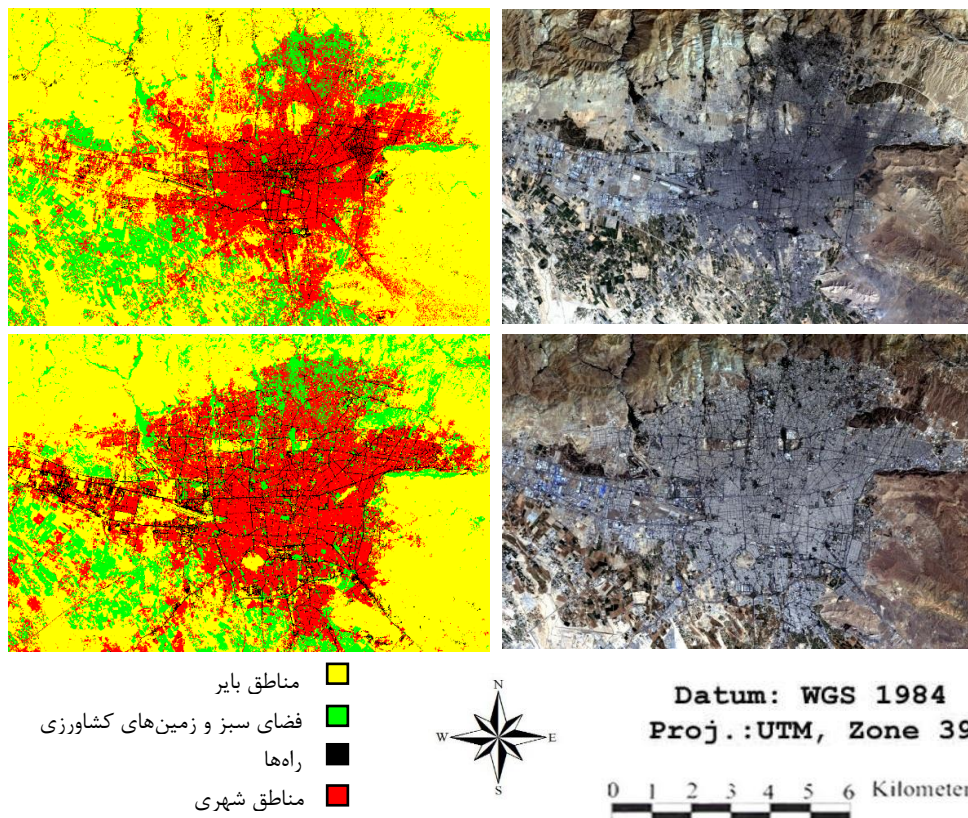 مناطق بایر
فضای سبز و زمین‌های کشاورزی
راه‌ها
مناطق شهری
N
W
E
S
Datum: WGS 1984
Proj.:UTM, Zone 39
0 1 2 3 4 5 6 Kilometer